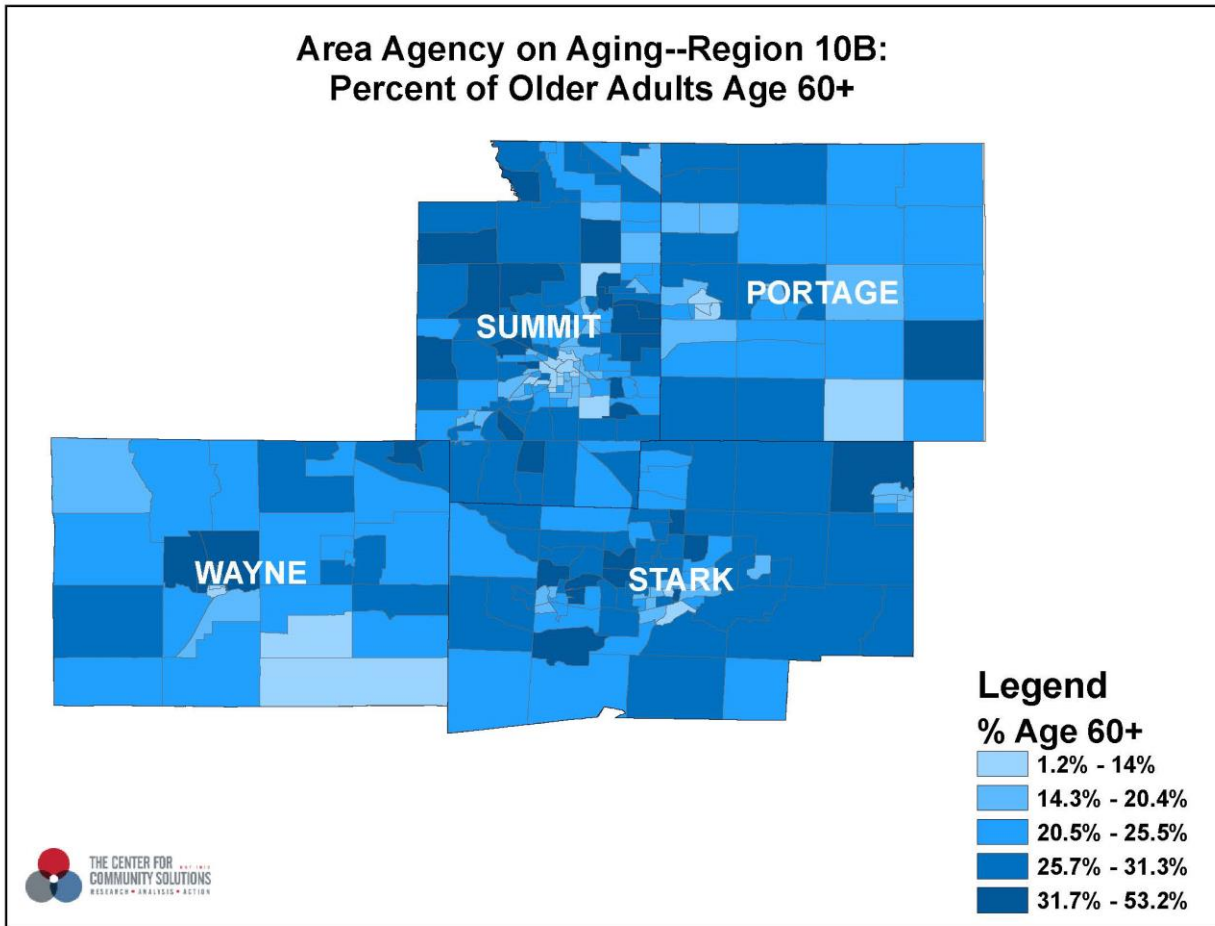 Area Agency on Aging--Region 10B:
Percent of Older Adults Age 60+
PORTAGE
SUMMIT
WAYNE
STARK
Legend
% Age 60+
1.2% - 14%
14.3% - 20.4%
20.5% - 25.5%
25.7% - 31.3%
31.7% - 53.2%
THE CENTER FOR
COMMUNITY SOLUTIONS
RESEARCH • ANALYSIS • ACTION